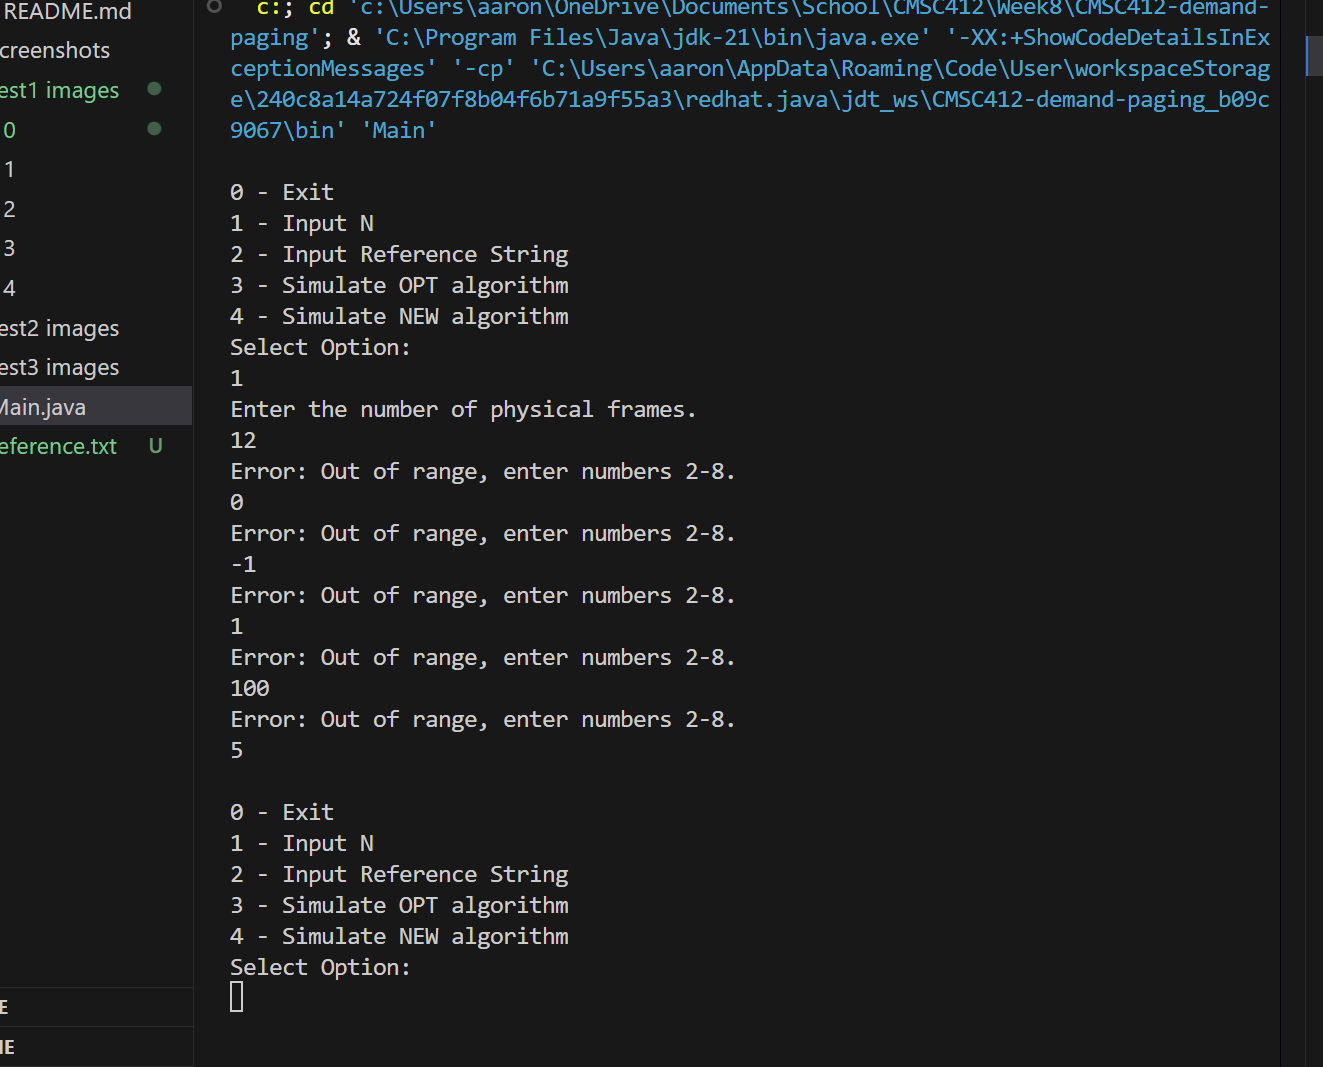 README.md
creenshots
est1 images
0
1
2
3
4
est2 images
est3 images
Main.java
eference.txt U
E
IE
c:; cd 'c:\Users\aaron\OneDrive\Documents\School\CMSC412\Week8\CMSC412-demand-
paging'; & 'C:\Program Files\Java\jdk-21\bin\java.exe' '-XX:+ShowCodeDetailsInEx
ceptionMessages' '-cp' 'C:\Users\aaron\AppData\Roaming\Code\User\workspaceStorag
e\240c8a14a724f07f8b04f6b71a9f55a3\redhat.java\jdt_ws\CMSC412-demand-paging_b09c
9067\bin' 'Main'
0 - Exit
1 - Input N
2 - Input Reference String
3 - Simulate OPT algorithm
4 - Simulate NEW algorithm
Select Option:
1
Enter the number of physical frames.
12
Error: Out of range, enter numbers 2-8.
0
Error: Out of range, enter numbers 2-8.
-1
Error: Out of range, enter numbers 2-8.
1
Error: Out of range, enter numbers 2-8.
100
Error: Out of range, enter numbers 2-8.
5
0 - Exit
1 - Input N
2 - Input Reference String
3 - Simulate OPT algorithm
4 - Simulate NEW algorithm
Select Option: